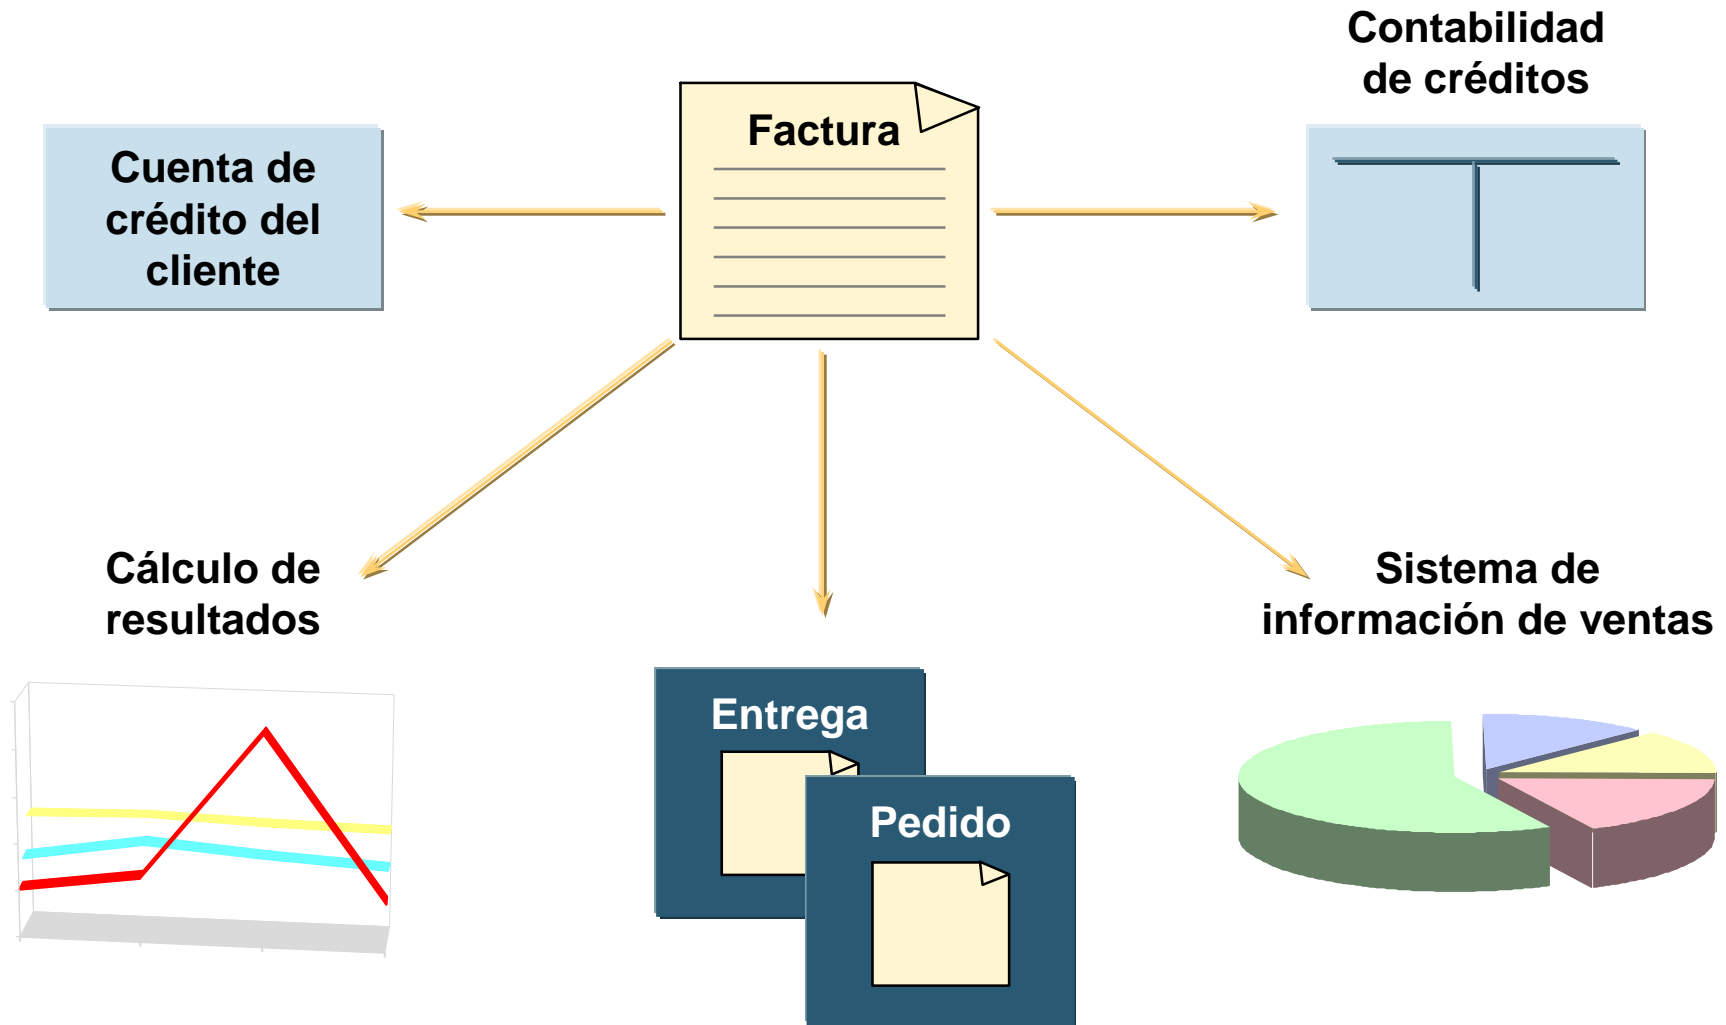 Contabilidad
de créditos
Factura
Cuenta de
crédito del
cliente
Cálculo de
resultados
Sistema de
información de ventas
Entrega
Pedido